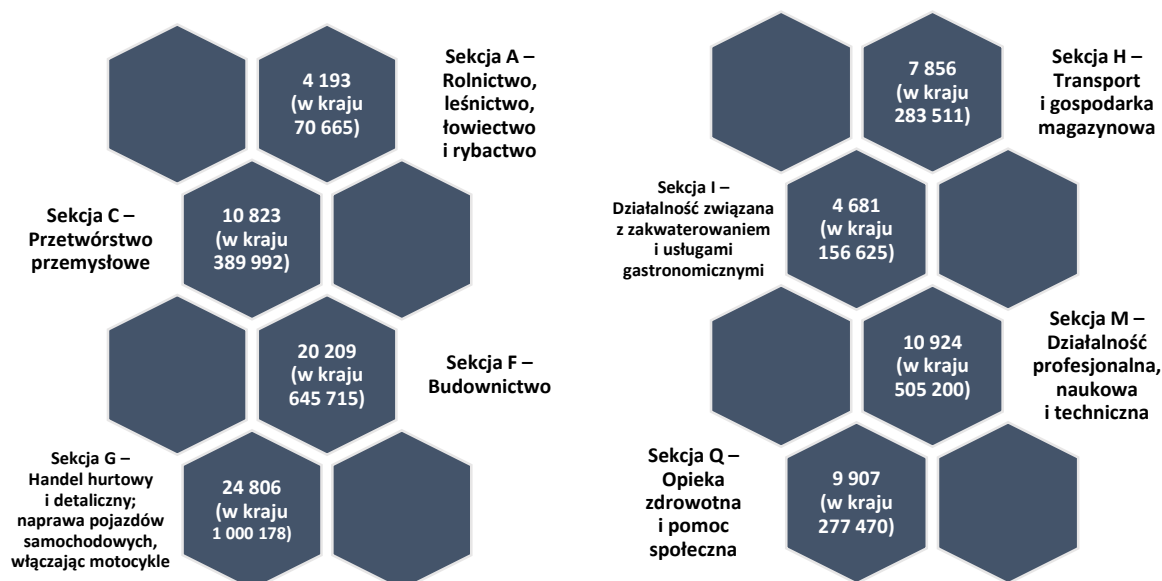 4 193
(w kraju
70 665)
Sekcja A –
Rolnictwo,
leśnictwo,
łowiectwo
i rybactwo
Sekcja C –
Przetwórstwo
przemysłowe
10 823
(w kraju
389 992)
20 209
(w kraju
645 715)
Sekcja F –
Budownictwo
Sekcja G –
Handel hurtowy
i detaliczny;
naprawa pojazdów
samochodowych,
włączając motocykle
24 806
(w kraju
1 000 178)
7 856
(w kraju
283 511)
Sekcja H –
Transport
i gospodarka
magazynowa
Sekcja I –
Działalność związana
z zakwaterowaniem
i usługami
gastronomicznymi
4 681
(w kraju
156 625)
10 924
(w kraju
505 200)
Sekcja M –
Działalność
profesjonalna,
naukowa
i techniczna
Sekcja Q –
Opieka
zdrowotna
i pomoc
społeczna
9 907
(w kraju
277 470)